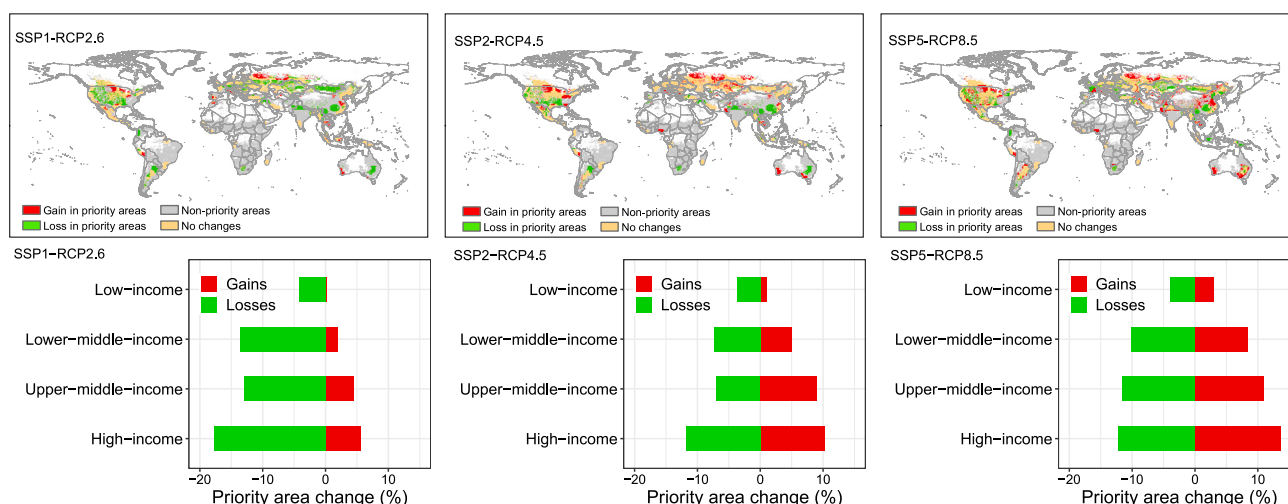 SSP1-RCP2.6
Gain in priority areas
Non-priority areas
Loss in priority areas
No changes
SSP2-RCP4.5
Gain in priority areas
Non-priority areas
Loss in priority areas
No changes
SSP5-RCP8.5
Gain in priority areas
Non-priority areas
Loss in priority areas
No changes
SSP1−RCP2.6
Gains
Losses
Low−income
Lower−middle−income
Upper−middle−income
High−income
−20 −10 0 10
Priority area change (%)
SSP2−RCP4.5
Gains
Losses
Low−income
Lower−middle−income
Upper−middle−income
High−income
−20 −10 0 10
Priority area change (%)
SSP5−RCP8.5
Gains
Losses
Low−income
Lower−middle−income
Upper−middle−income
High−income
−20 −10 0 10
Priority area change (%)